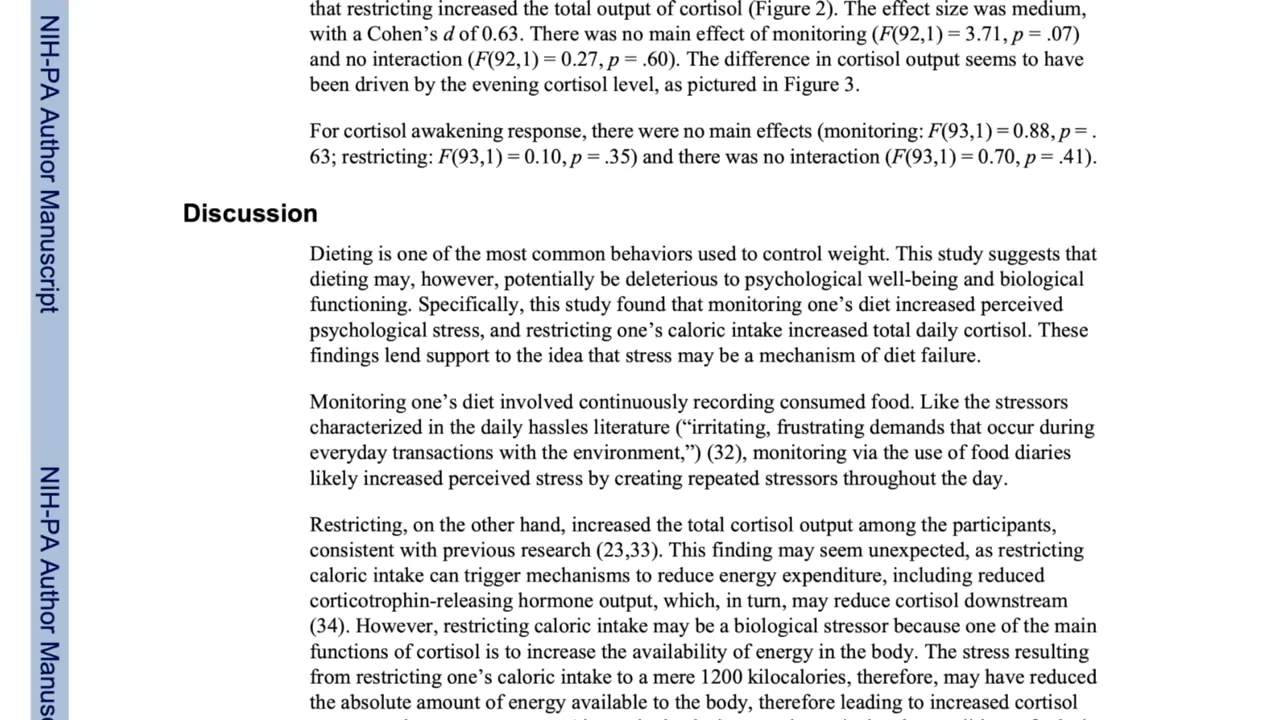 NIH-PA Author Manuscript
that restricting increased the total output of cortisol (Figure 2). The effect size was medium,
with a Cohen's d of 0.63. There was no main effect of monitoring (F(92,1) = 3.71, p = .07)
and no interaction (F(92,1) = 0.27, p = .60). The difference in cortisol output seems to have
been driven by the evening cortisol level, as pictured in Figure 3.
For cortisol awakening response, there were no main effects (monitoring: F(93,1) = 0.88, p = .
63; restricting: F(93,1) = 0.10, p = .35) and there was no interaction (F(93,1) = 0.70, p = .41).
Discussion
Dieting is one of the most common behaviors used to control weight. This study suggests that
dieting may, however, potentially be deleterious to psychological well-being and biological
functioning. Specifically, this study found that monitoring one's diet increased perceived
psychological stress, and restricting one's caloric intake increased total daily cortisol. These
findings lend support to the idea that stress may be a mechanism of diet failure.
Monitoring one's diet involved continuously recording consumed food. Like the stressors
characterized in the daily hassles literature (“irritating, frustrating demands that occur during
everyday transactions with the environment,”) (32), monitoring via the use of food diaries
likely increased perceived stress by creating repeated stressors throughout the day.
NIH-PA Author Manusc
Restricting, on the other hand, increased the total cortisol output among the participants,
consistent with previous research (23,33). This finding may seem unexpected, as restricting
caloric intake can trigger mechanisms to reduce energy expenditure, including reduced
corticotrophin-releasing hormone output, which, in turn, may reduce cortisol downstream
(34). However, restricting caloric intake may be a biological stressor because one of the main
functions of cortisol is to increase the availability of energy in the body. The stress resulting
from restricting one's caloric intake to a mere 1200 kilocalories, therefore, may have reduced
the absolute amount of energy available to the body, therefore leading to increased cortisol